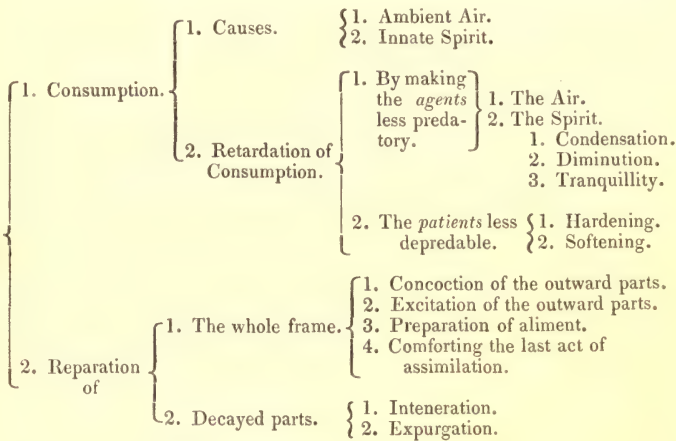 1. Consumption.
1. Causes.
1. Ambient Air.
2. Innate Spirit.
2. Retardation of
Consumption.
1. By making
the agents
less preda-
tory.
1. The Air.
2. The Spirit.
1. Condensation.
2. Diminution.
3. Tranquillity.
2. The patients less
depredable.
1. Hardening.
2. Softening.
2. Reparation
of
1. The whole frame.
1. Concoction of the outward parts.
2. Excitation of the outward parts.
3. Preparation of aliment.
4. Comforting the last act of
assimilation.
2. Decayed parts.
1. Inteneration.
2. Expurgation.